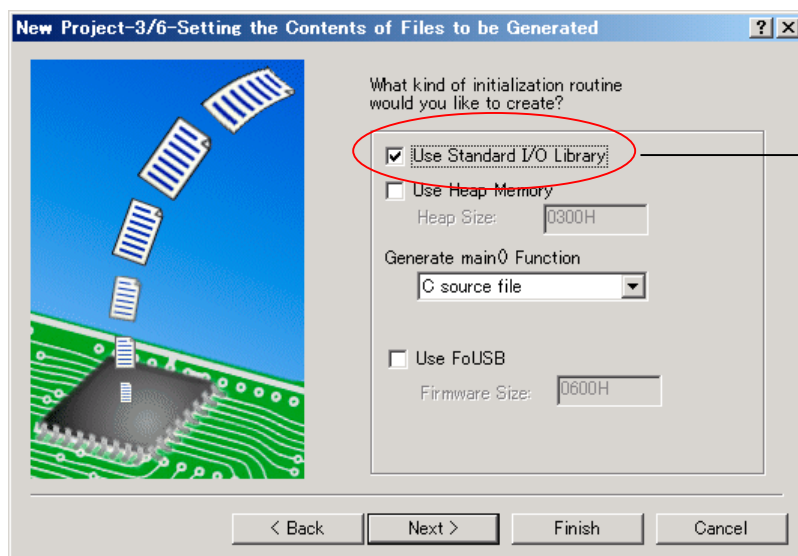 New Project-3/6-Setting the Contents of Files to be Generated
What kind of initialization routine
would you like to create?
Use Standard I/O Library
Use Heap Memory
Heap Size: 0300H
Generate main() Function
C source file
Use FoUSB
Firmware Size: 0600H
< Back Next > Finish Cancel